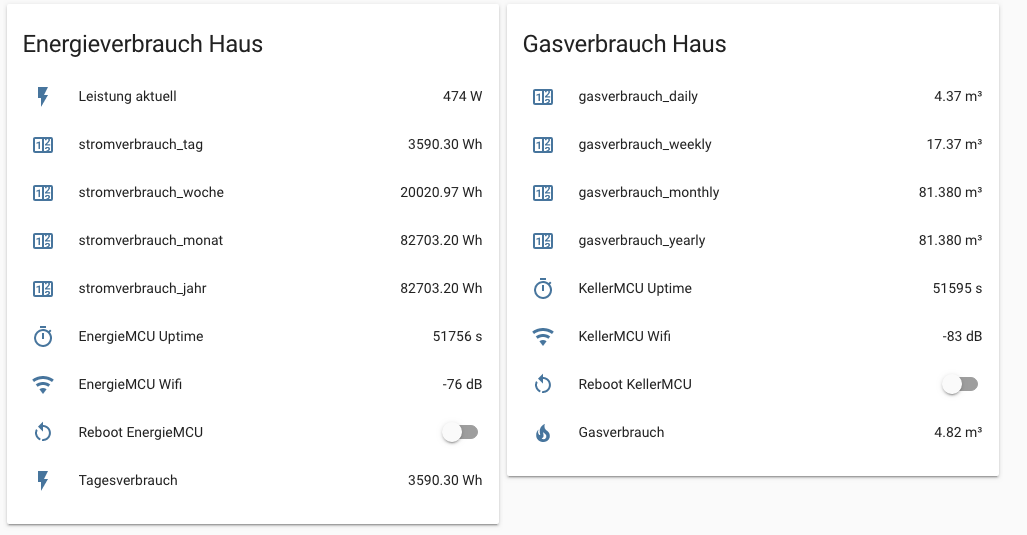 Energieverbrauch Haus
Leistung aktuell 474 W
stromverbrauch_tag 3590.30 Wh
stromverbrauch_woche 20020.97 Wh
stromverbrauch_monat 82703.20 Wh
stromverbrauch_jahr 82703.20 Wh
EnergieMCU Uptime 51756 s
EnergieMCU Wifi -76 dB
Reboot EnergieMCU
Tagesverbrauch 3590.30 Wh
Gasverbrauch Haus
gasverbrauch_daily 4.37 m³
gasverbrauch_weekly 17.37 m³
gasverbrauch_monthly 81.380 m³
gasverbrauch_yearly 81.380 m³
KellerMCU Uptime 51595 s
KellerMCU Wifi -83 dB
Reboot KellerMCU
Gasverbrauch 4.82 m³